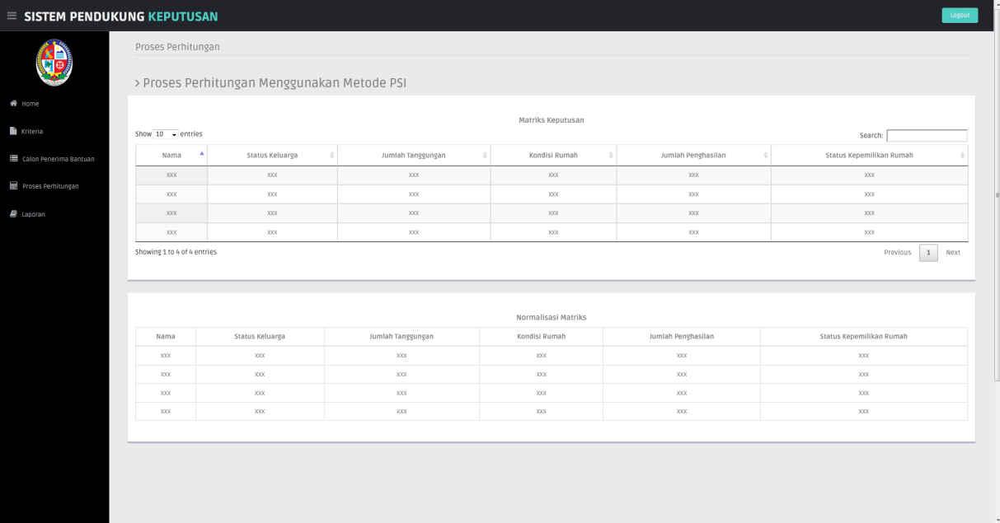 SISTEM PENDUKUNG KEPUTUSAN
Logout
Home
Kriteria
Calon Penerima Bantuan
Proses Perhitungan
Laporan
Proses Perhitungan
> Proses Perhitungan Menggunakan Metode PSI
Matriks Keputusan
Show 10 entries
Search:
Nama Status Keluarga Jumlah Tanggungan Kondisi Rumah Jumlah Penghasilan Status Kepemilikan Rumah
xxx xxx xxx xxx xxx xxx
xxx xxx xxx xxx xxx xxx
xxx xxx xxx xxx xxx xxx
xxx xxx xxx xxx xxx xxx
Showing 1 to 4 of 4 entries
Previous 1 Next
Normalisasi Matriks
Nama Status Keluarga Jumlah Tanggungan Kondisi Rumah Jumlah Penghasilan Status Kepemilikan Rumah
xxx xxx xxx xxx xxx xxx
xxx xxx xxx xxx xxx xxx
xxx xxx xxx xxx xxx xxx
xxx xxx xxx xxx xxx xxx